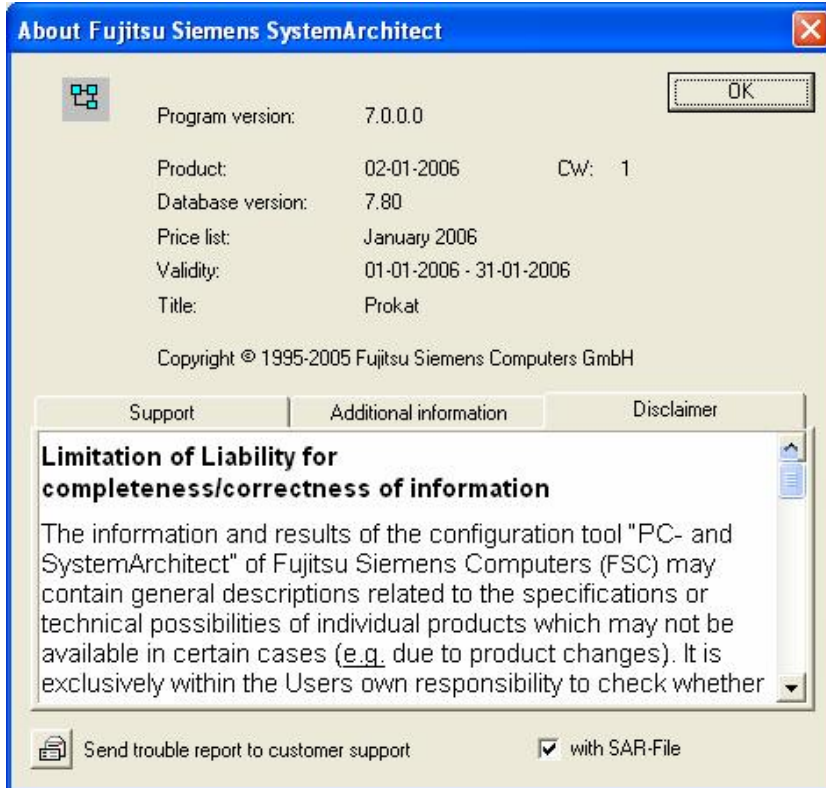 About Fujitsu Siemens SystemArchitect
OK
Program version: 7.0.0.0
Product: 02-01-2006 CW: 1
Database version: 7.80
Price list: January 2006
Validity: 01-01-2006 - 31-01-2006
Title: Prokat
Copyright © 1995-2005 Fujitsu Siemens Computers GmbH
Support Additional information Disclaimer
Limitation of Liability for
completeness/correctness of information
The information and results of the configuration tool "PC- and
SystemArchitect" of Fujitsu Siemens Computers (FSC) may
contain general descriptions related to the specifications or
technical possibilities of individual products which may not be
available in certain cases (e.g. due to product changes). It is
exclusively within the Users own responsibility to check whether
Send trouble report to customer support with SAR-File